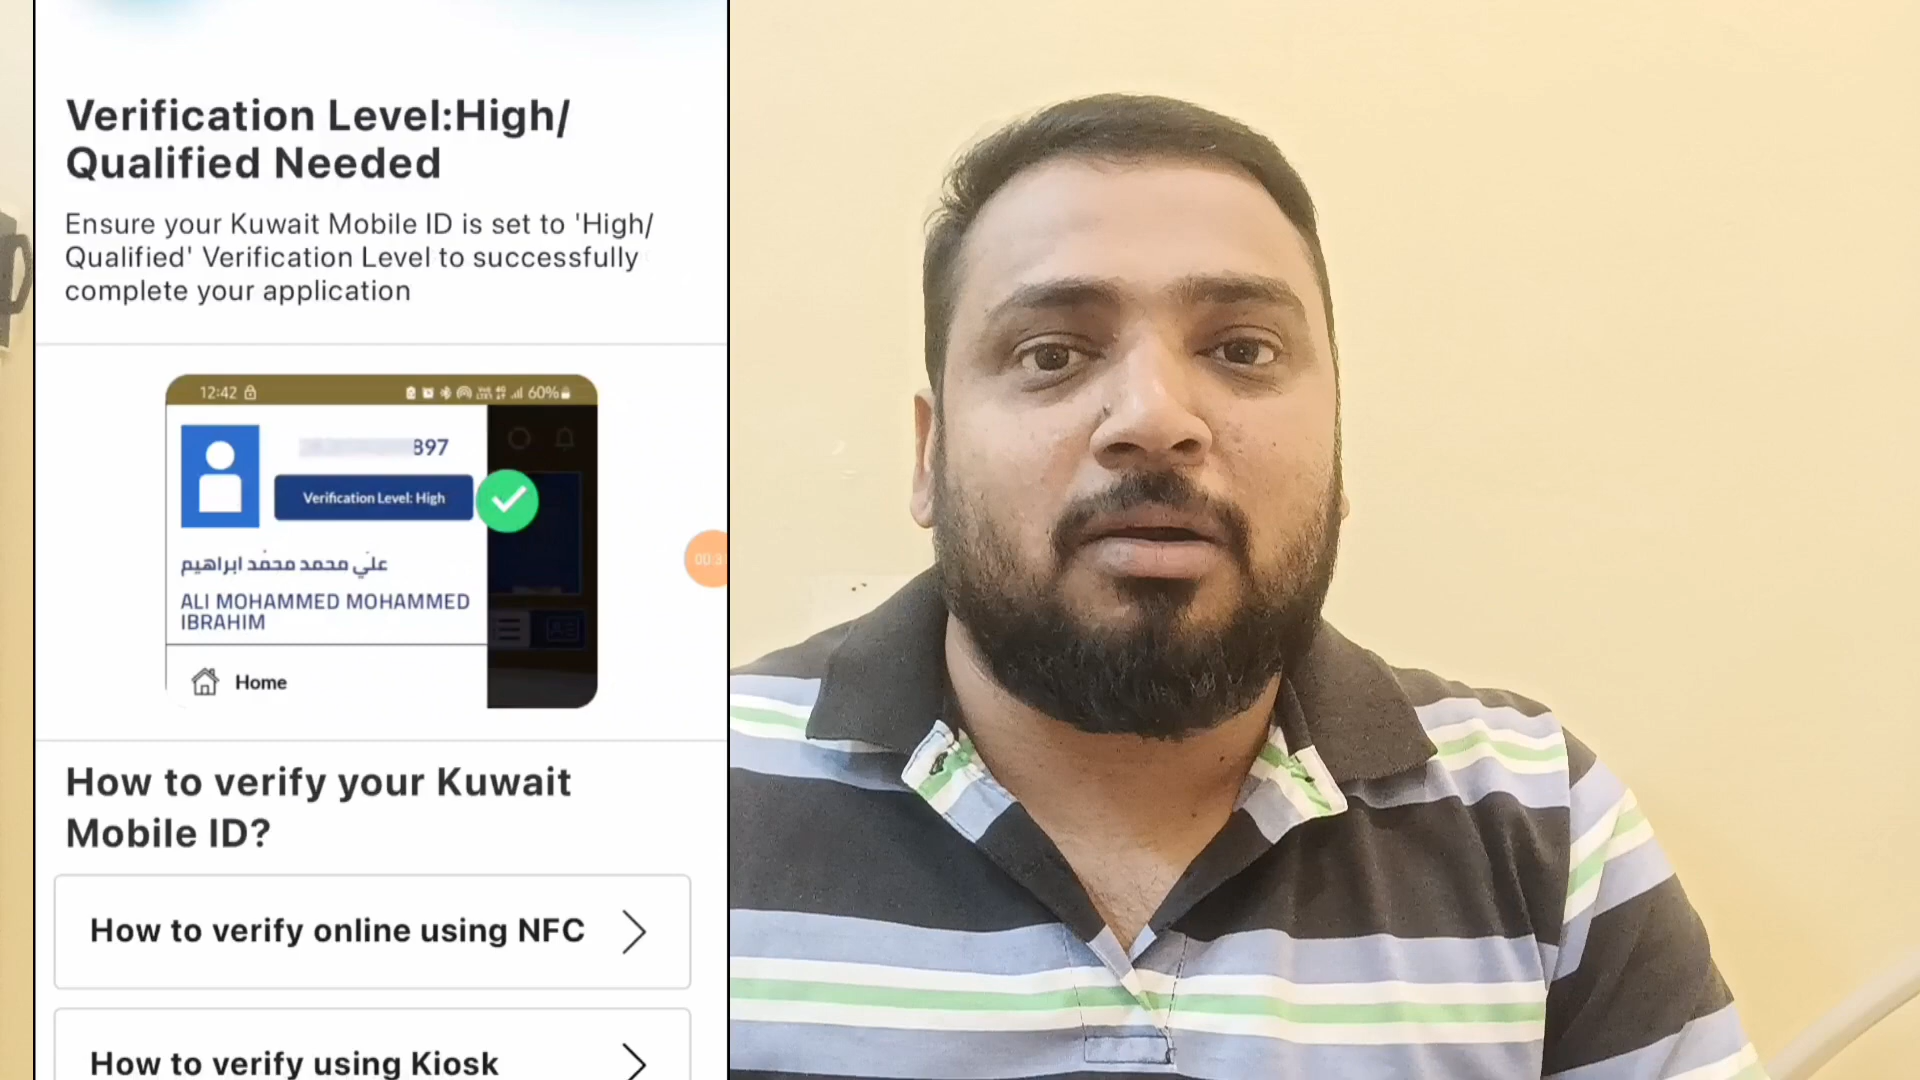 Verification Level:High/
Qualified Needed
Ensure your Kuwait Mobile ID is set to 'High/
Qualified' Verification Level to successfully
complete your application
12:42
60%
897
Verification Level: High
عليّ محمد محمّد ابراهيم
ALI MOHAMMED MOHAMMED
IBRAHIM
Home
How to verify your Kuwait
Mobile ID?
How to verify online using NFC
How to verify using Kiosk